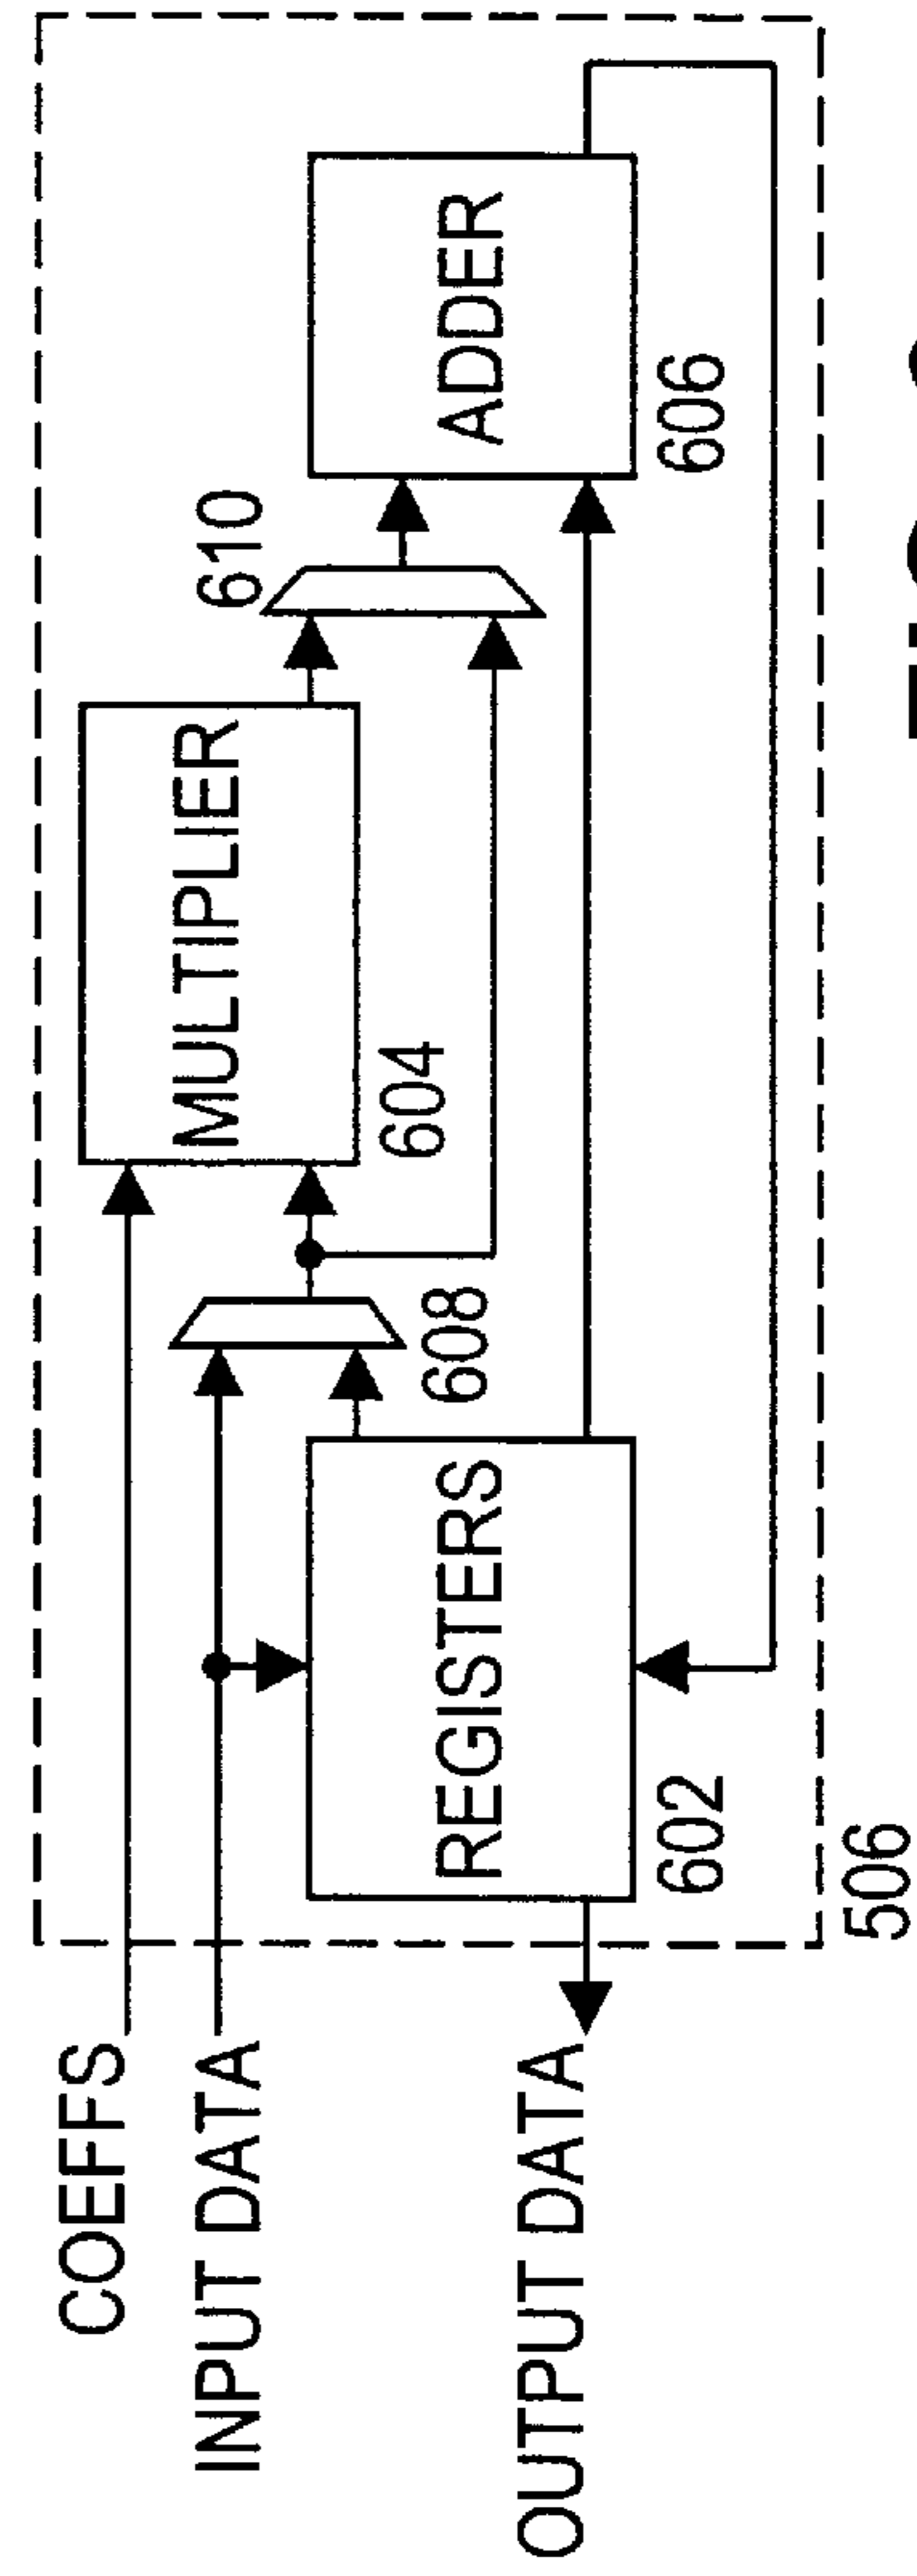 COEFFS
INPUT DATA
OUTPUT DATA
REGISTERS
602
608
MULTIPLIER
604
610
ADDER
606
506